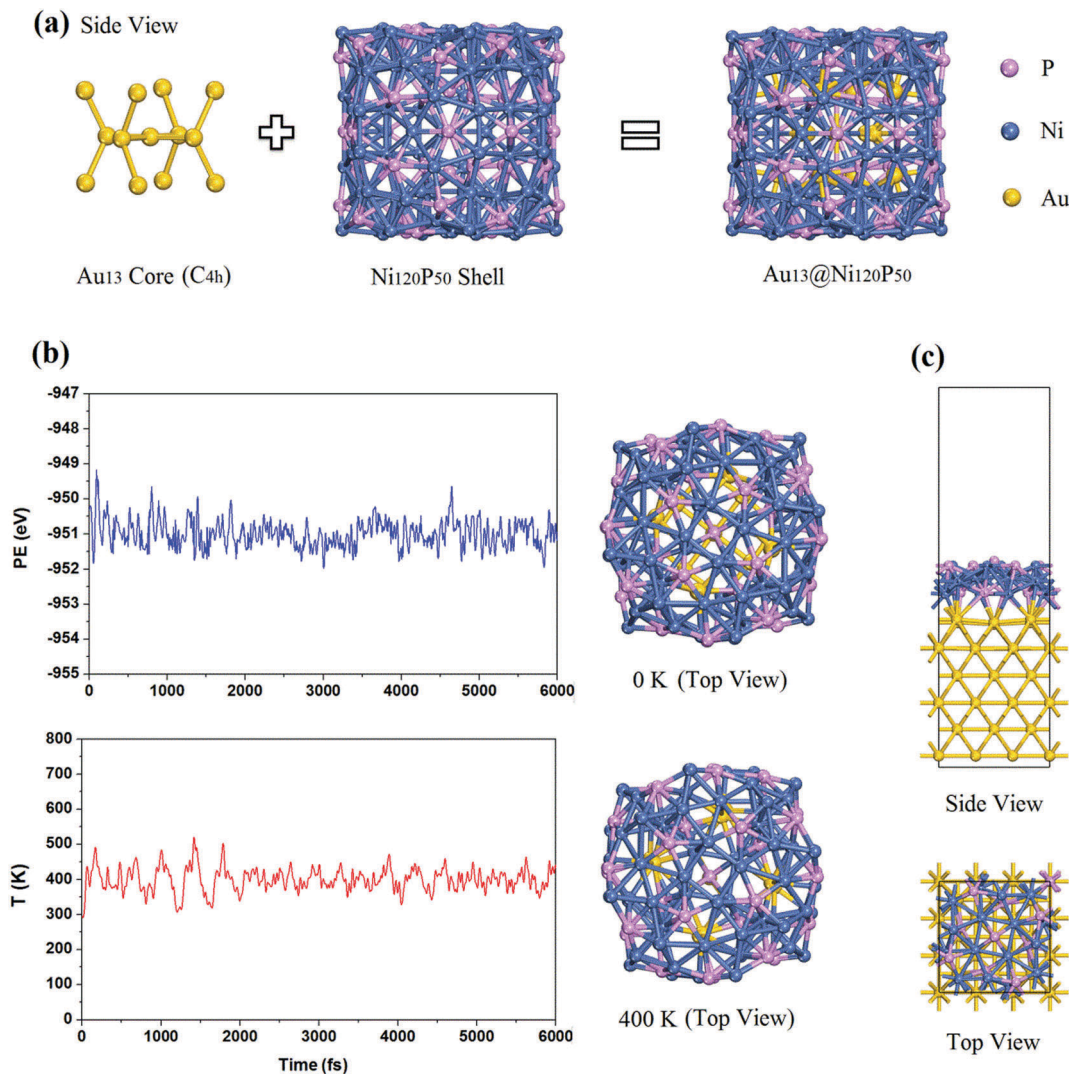 (a) Side View
P
Ni
Au
Au13 Core (C4h)
Ni120P50 Shell
Au13@Ni120P50
(b)
(c)
PE (eV)
-947
-948
-949
-950
-951
-952
-953
-954
-955
0 1000 2000 3000 4000 5000 6000
0 K (Top View)
T (K)
800
700
600
500
400
300
200
100
0
0 1000 2000 3000 4000 5000 6000
Time (fs)
400 K (Top View)
Side View
Top View